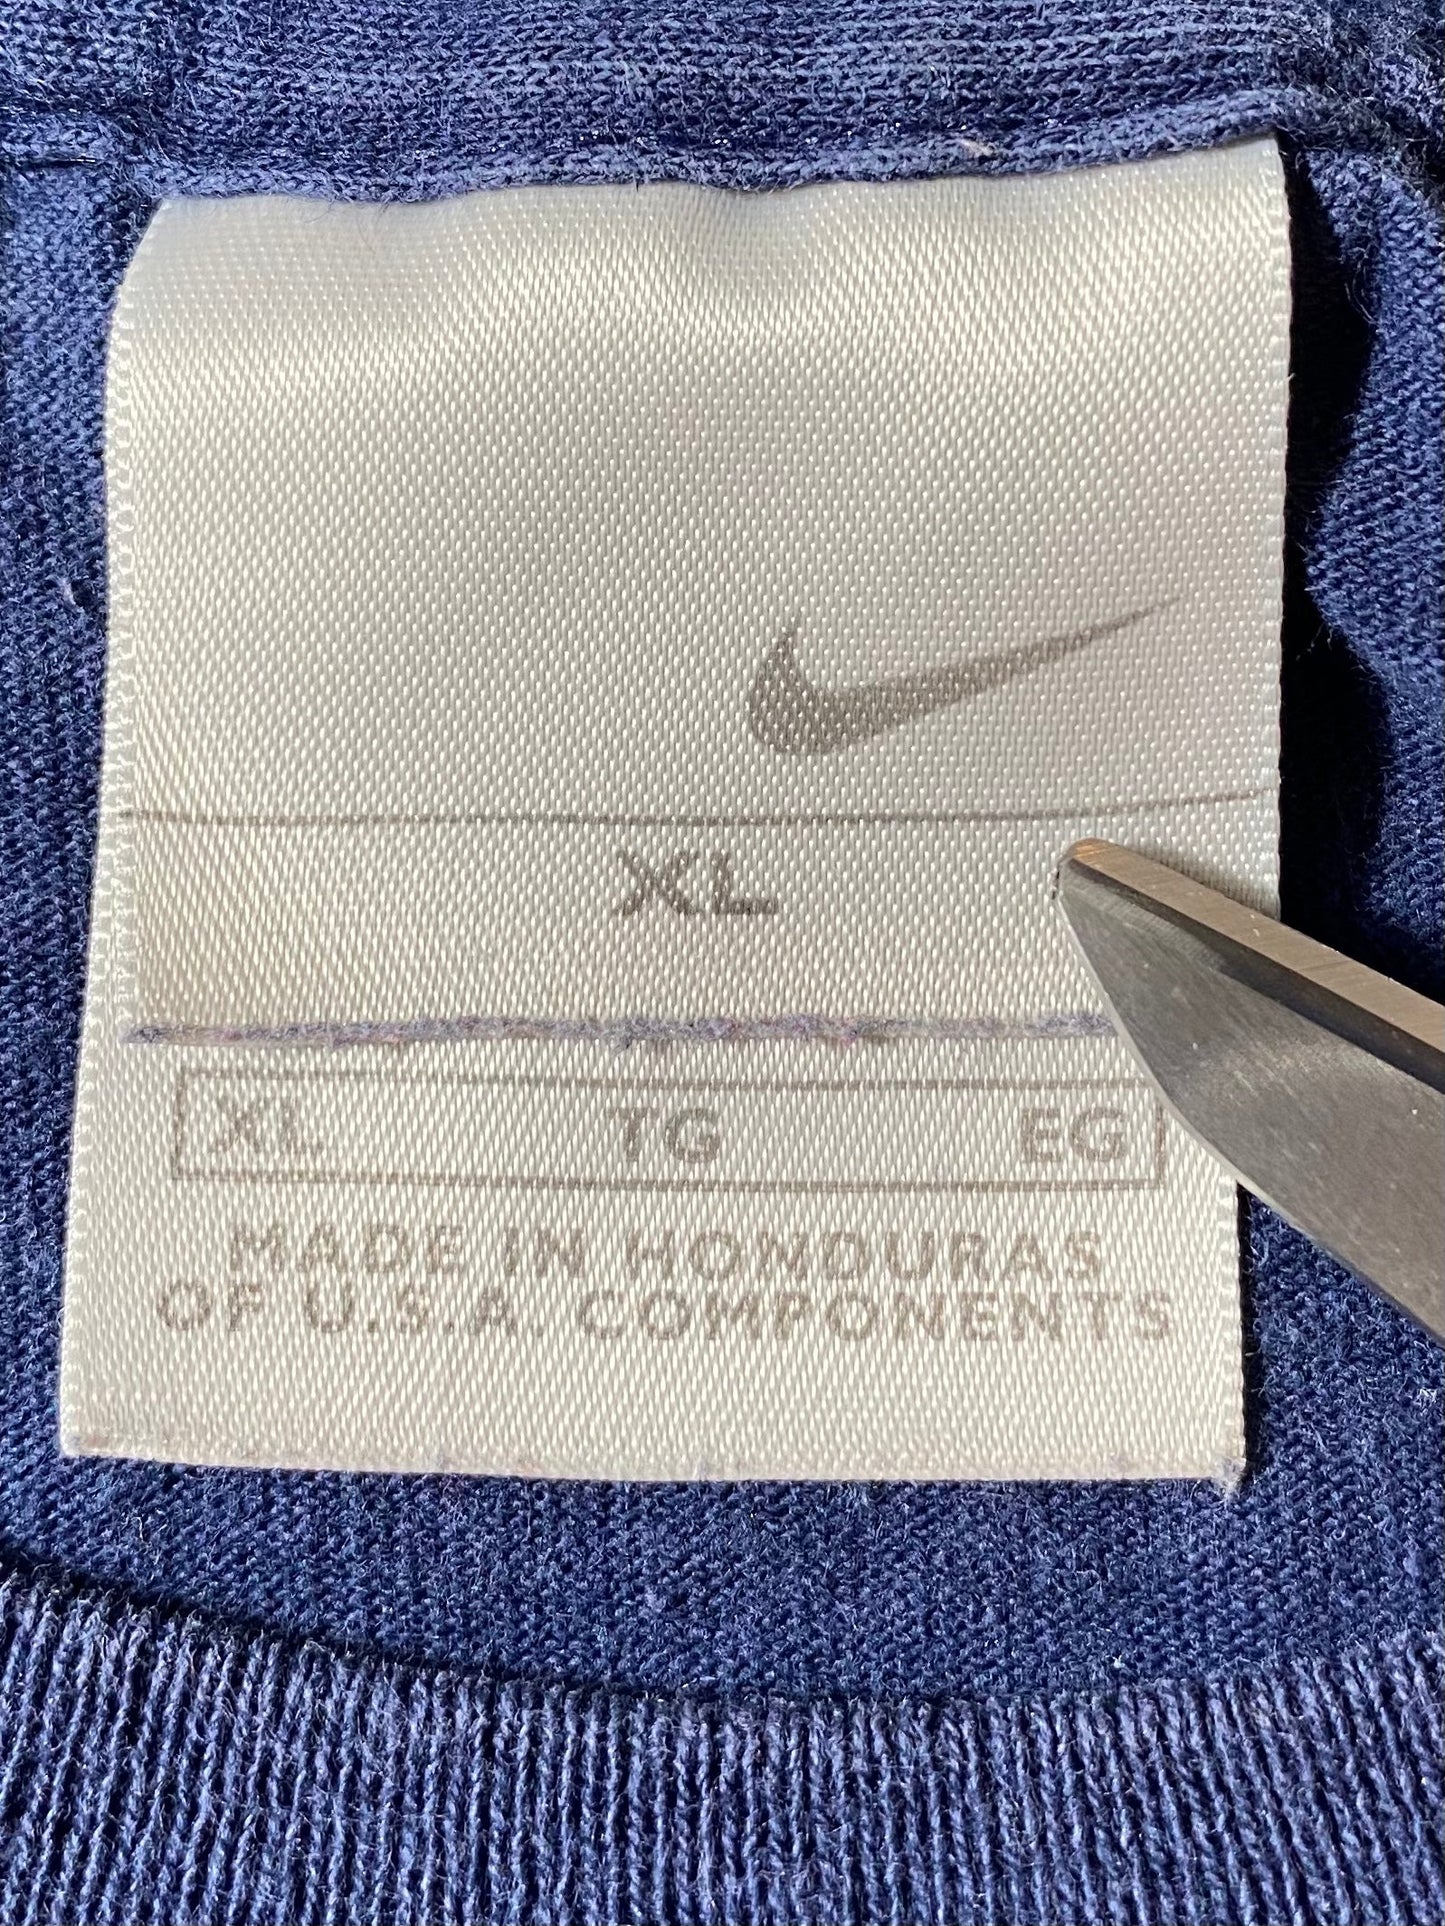 XL
XL TG EG
MADE IN HONDURAS
OF U.S.A. COMPONENTS